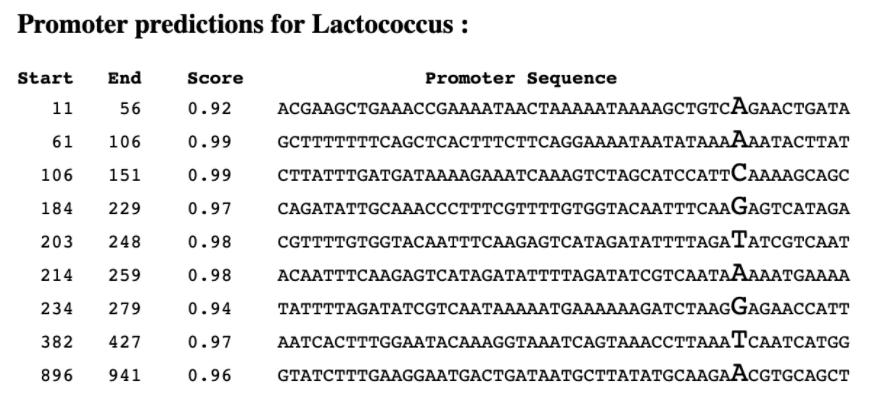 Promoter predictions for Lactococcus :
Start End Score Promoter Sequence
11 56 0.92 ACGAAGCTGAAACCGAAAATAACTAAAAATAAAAGCTGTCAGAACTGATA
61 106 0.99 GCTTTTTTTCAGCTCACTTTCTTCAGGAAAATAATATAAAAAATACTTAT
106 151 0.99 CTTATTTGATGATAAAAGAAATCAAAGTCTAGCATCCATTCAAAAGCAGC
184 229 0.97 CAGATATTGCAAACCCTTTCGTTTTGTGGTACAATTTCAAGAGTCATAGA
203 248 0.98 CGTTTTGTGGTACAATTTCAAGAGTCATAGATATTTTAGATATCGTCAAT
214 259 0.98 ACAATTTCAAGAGTCATAGATATTTTAGATATCGTCAATAAAAATGAAAA
234 279 0.94 TATTTTAGATATCGTCAATAAAAATGAAAAAAGATCTAAGGAGAACCATT
382 427 0.97 AATCACTTTGGAATACAAAGGTAAATCAGTAAACCTTAAATCAATCATGG
896 941 0.96 GTATCTTTGAAGGAATGACTGATAATGCTTATATGCAAGAACGTGCAGCT